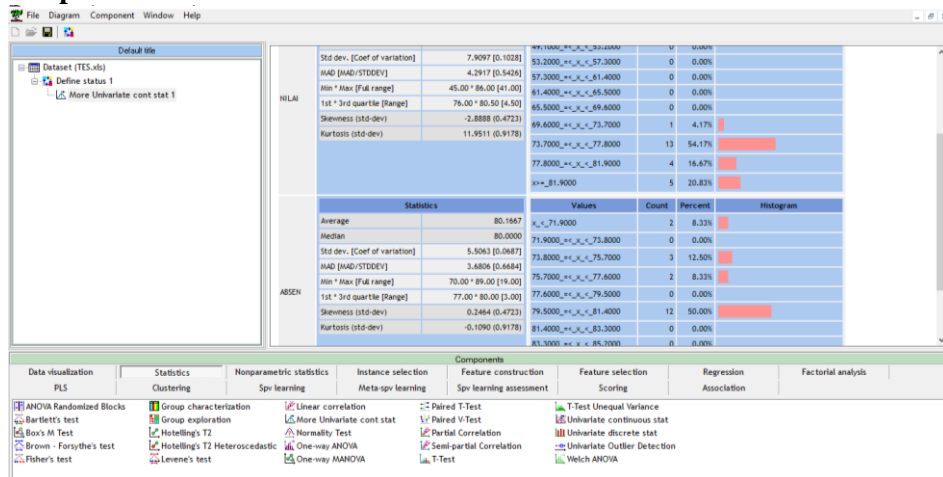 File Diagram Component Window Help
Default title
Dataset (TES.xls)
Define status 1
More Univariate cont stat 1
NILAI
Std dev. [Coef of variation] 7.9097 [0.1028]
MAD [MAD/STDDEV] 4.2917 [0.5426]
Min * Max [Full range] 45.00 * 86.00 [41.00]
1st * 3rd quartile [Range] 76.00 * 80.50 [4.50]
Skewness (std-dev) -2.8888 (0.4723)
Kurtosis (std-dev) 11.9511 (0.9178)
49.1000_=<_x_<_53.2000 0 0.00%
53.2000_=<_x_<_57.3000 0 0.00%
57.3000_=<_x_<_61.4000 0 0.00%
61.4000_=<_x_<_65.5000 0 0.00%
65.5000_=<_x_<_69.6000 0 0.00%
69.6000_=<_x_<_73.7000 1 4.17%
73.7000_=<_x_<_77.8000 13 54.17%
77.8000_=<_x_<_81.9000 4 16.67%
x>=_81.9000 5 20.83%
ABSEN
Statistics
Average 80.1667
Median 80.0000
Std dev. [Coef of variation] 5.5063 [0.0687]
MAD [MAD/STDDEV] 3.6806 [0.6684]
Min * Max [Full range] 70.00 * 89.00 [19.00]
1st * 3rd quartile [Range] 77.00 * 80.00 [3.00]
Skewness (std-dev) 0.2464 (0.4723)
Kurtosis (std-dev) -0.1090 (0.9178)
Values Count Percent Histogram
x_<_71.9000 2 8.33%
71.9000_=<_x_<_73.8000 0 0.00%
73.8000_=<_x_<_75.7000 3 12.50%
75.7000_=<_x_<_77.6000 2 8.33%
77.6000_=<_x_<_79.5000 0 0.00%
79.5000_=<_x_<_81.4000 12 50.00%
81.4000_=<_x_<_83.3000 0 0.00%
83.3000_=<_x_<_85.2000 0 0.00%
Components
Data visualization Statistics Nonparametric statistics Instance selection Feature construction Feature selection Regression Factorial analysis
PLS Clustering Spv learning Meta-spv learning Spv learning assessment Scoring Association
ANOVA Randomized Blocks Group characterization Linear correlation Paired T-Test T-Test Unequal Variance
Bartlett's test Group exploration More Univariate cont stat Paired V-Test Univariate continuous stat
Box's M Test Hotelling's T2 Normality Test Partial Correlation Univariate discrete stat
Brown - Forsythe's test Hotelling's T2 Heteroscedastic One-way ANOVA Semi-partial Correlation Univariate Outlier Detection
Fisher's test Levene's test One-way MANOVA T-Test Welch ANOVA